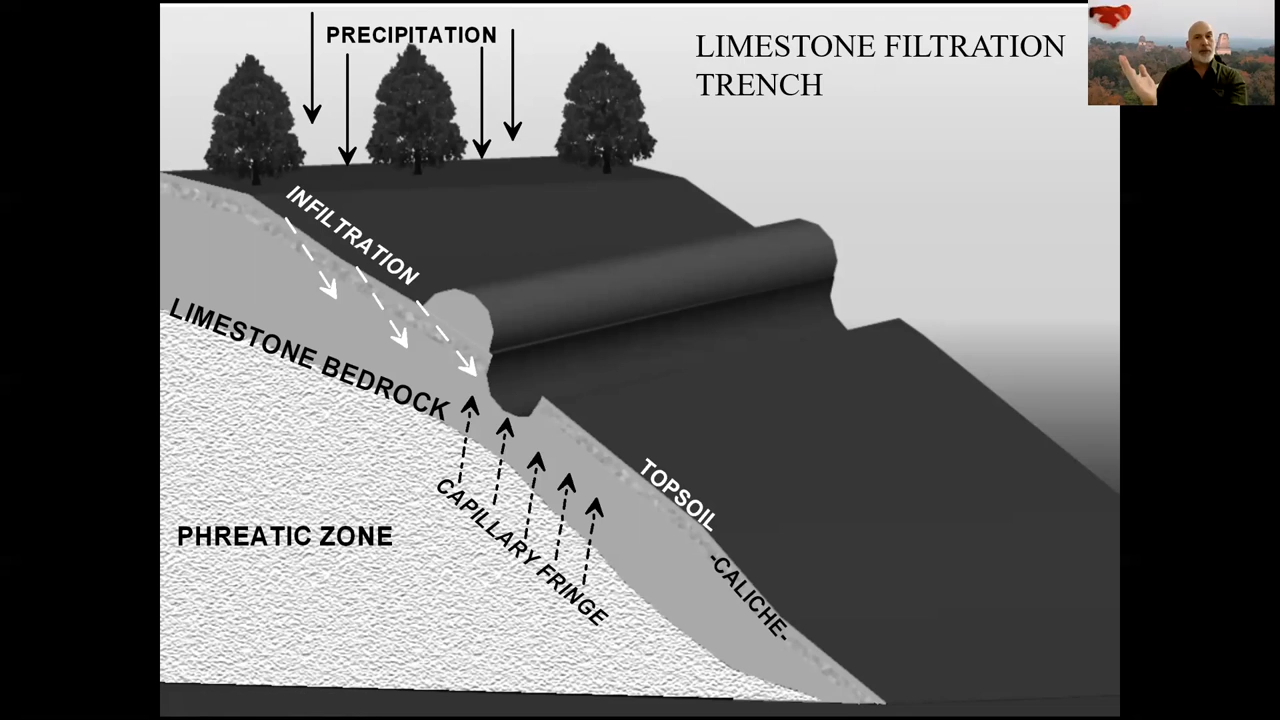 PRECIPITATION
LIMESTONE FILTRATION
TRENCH
INFILTRATION
LIMESTONE BEDROCK
PHREATIC ZONE
CAPILLARY FRINGE
TOPSOIL
-CALICHE-